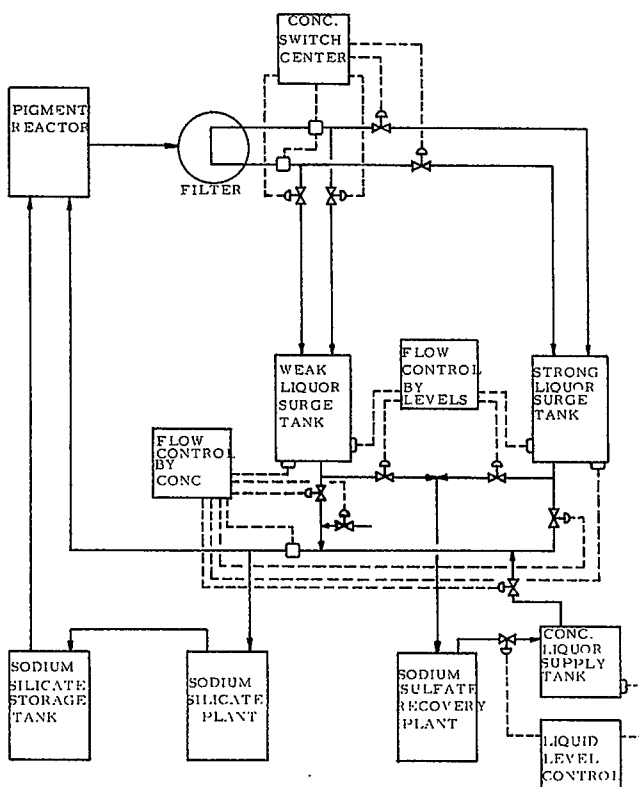 CONC.
SWITCH
CENTER
PIGMENT
REACTOR
FILTER
WEAK
LIQUOR
SURGE
TANK
FLOW
CONTROL
BY
LEVELS
STRONG
LIQUOR
SURGE
TANK
FLOW
CONTROL
BY
CONC
SODIUM
SILICATE
STORAGE
TANK
SODIUM
SILICATE
PLANT
SODIUM
SULFATE
RECOVERY
PLANT
CONC.
LIQUOR
SUPPLY
TANK
LIQUID
LEVEL
CONTROL